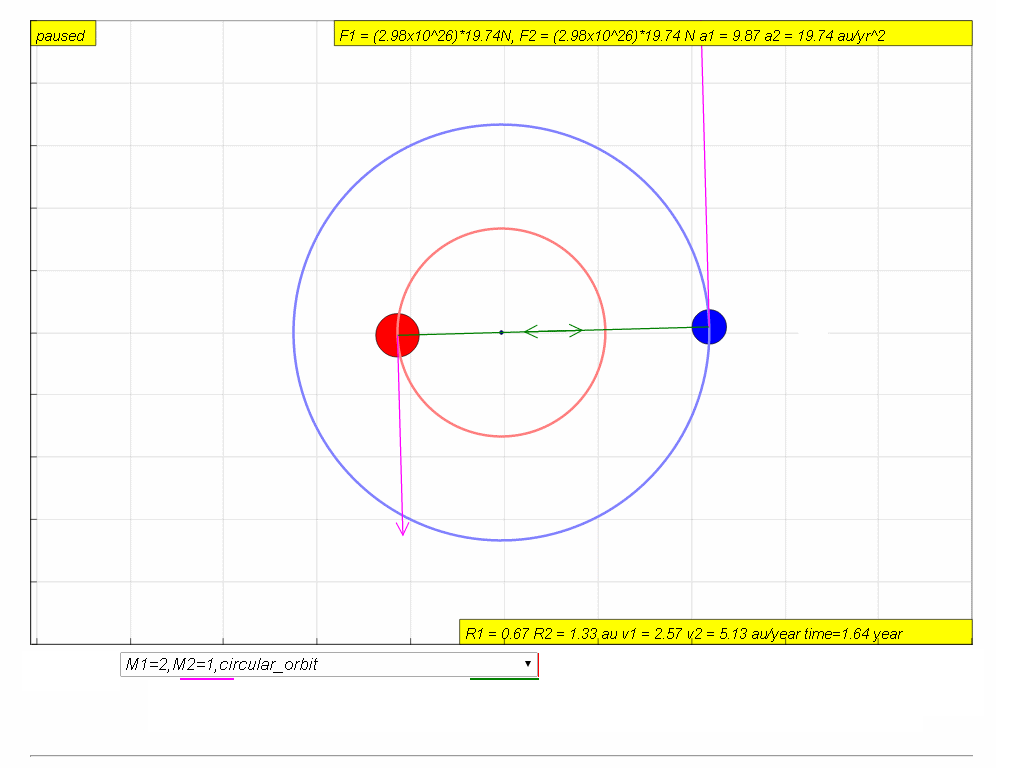 paused
F1 = (2.98x10^26)*19.74N, F2 = (2.98x10^26)*19.74 N a1 = 9.87 a2 = 19.74 au/yr^2
R1 = 0.67 R2 = 1.33 au v1 = 2.57 v2 = 5.13 au/year time=1.64 year
M1=2,M2=1,circular_orbit